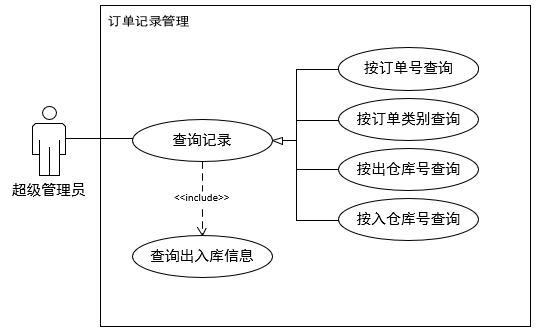 订单记录管理
按订单号查询
按订单类别查询
查询记录
按出仓库号查询
超级管理员
<<include>>
按入仓库号查询
查询出入库信息